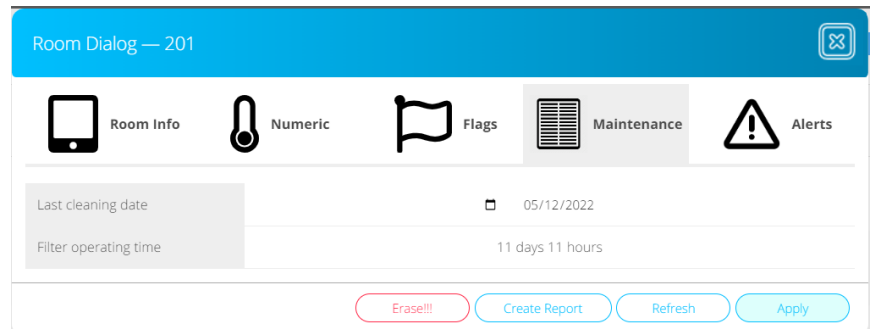 Room Dialog — 201
Room Info Numeric Flags Maintenance Alerts
Last cleaning date 05/12/2022
Filter operating time 11 days 11 hours
Erase!!! Create Report Refresh Apply